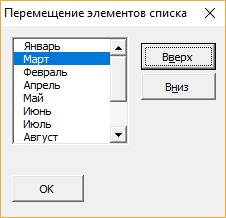 Перемещение элементов списка
Январь
Март
Февраль
Апрель
Май
Июнь
Июль
Август
Вверх
Вниз
OK